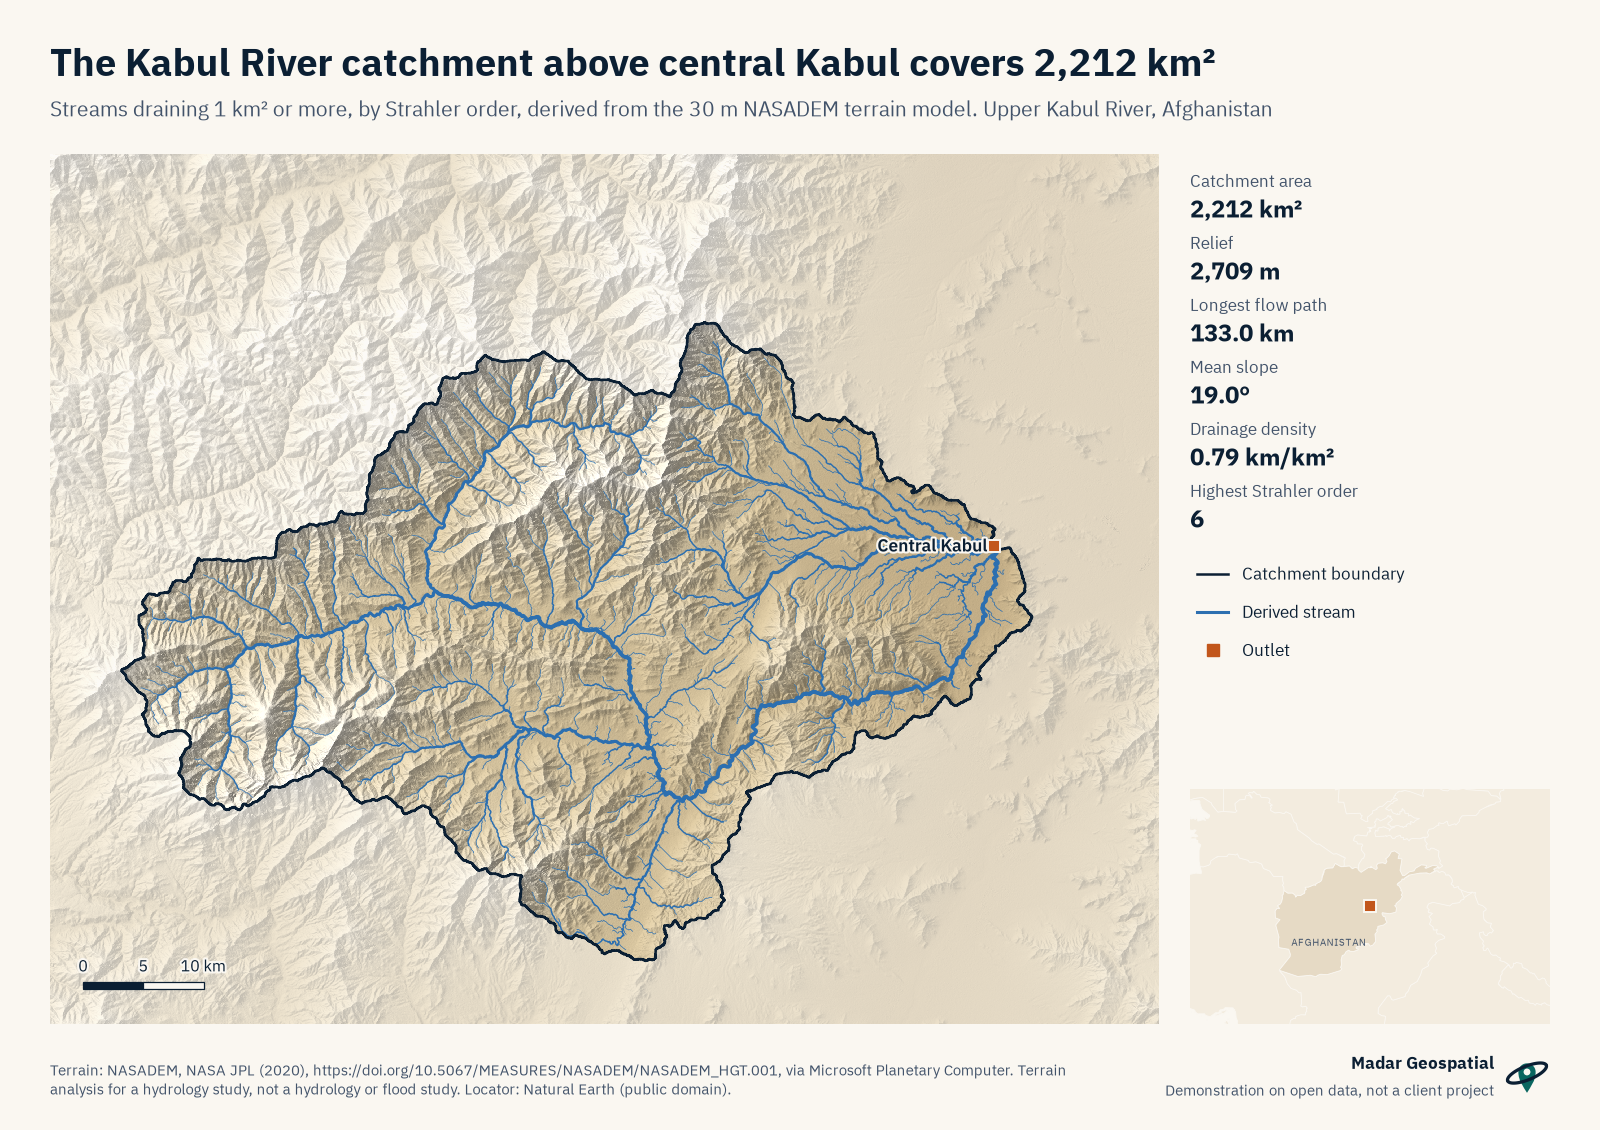 The Kabul River catchment above central Kabul covers 2,212 km²
Streams draining 1 km² or more, by Strahler order, derived from the 30 m NASADEM terrain model. Upper Kabul River, Afghanistan
Catchment area
2,212 km²
Relief
2,709 m
Longest flow path
133.0 km
Mean slope
19.0°
Drainage density
0.79 km/km²
Highest Strahler order
6
Central Kabul
Catchment boundary
Derived stream
Outlet
AFGHANISTAN
0 5 10 km
Terrain: NASADEM, NASA JPL (2020), https://doi.org/10.5067/MEASURES/NASADEM/NASADEM_HGT.001, via Microsoft Planetary Computer. Terrain
analysis for a hydrology study, not a hydrology or flood study. Locator: Natural Earth (public domain).
Madar Geospatial
Demonstration on open data, not a client project